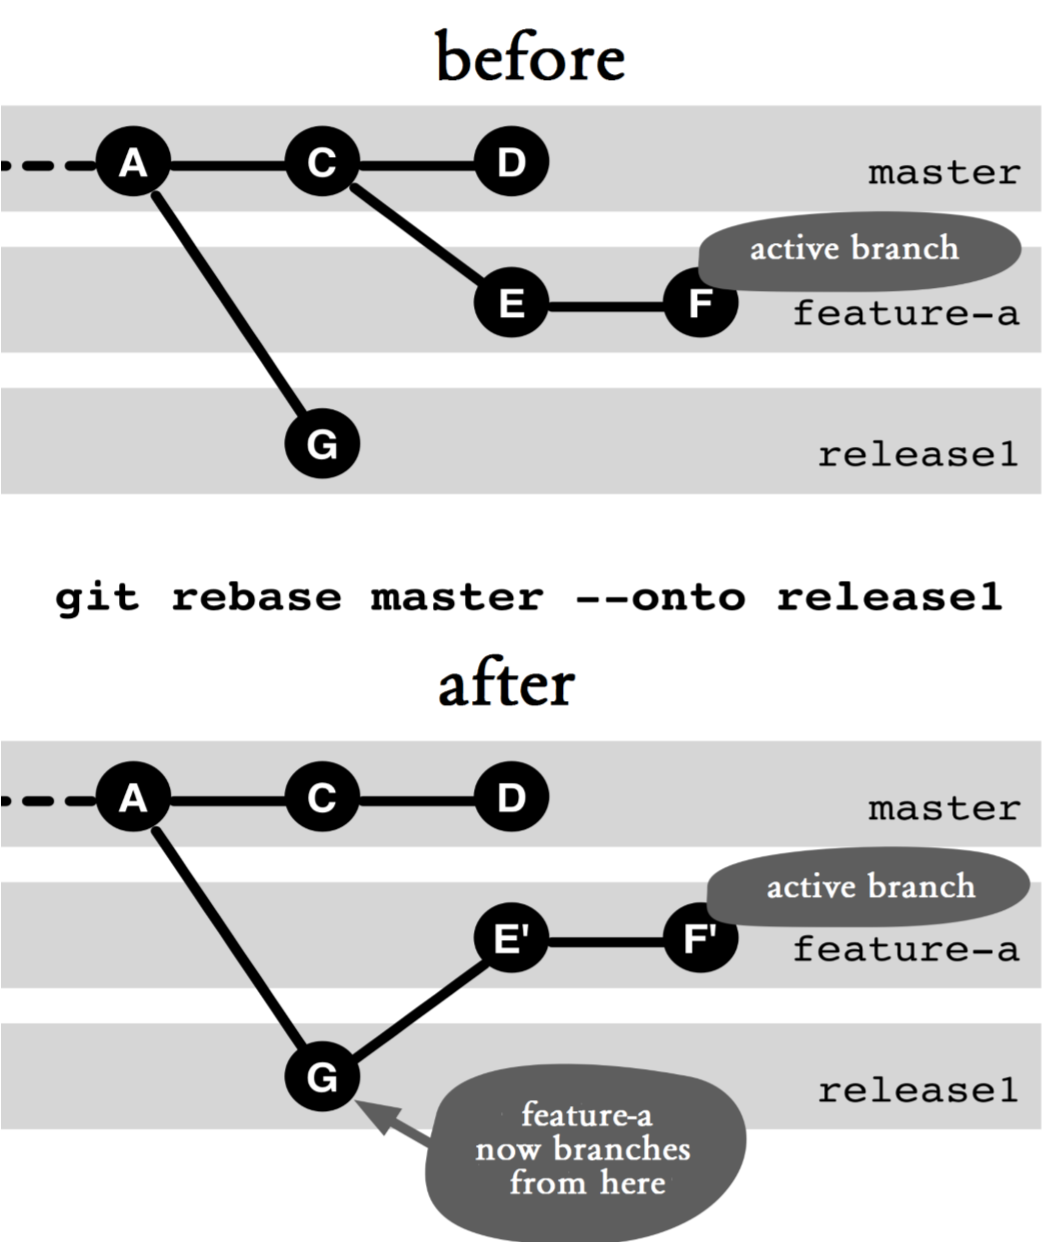 before
A C D
master
active branch
E F
feature-a
G
release1
git rebase master --onto release1
after
A C D
master
active branch
E' F'
feature-a
G
release1
feature-a
now branches
from here